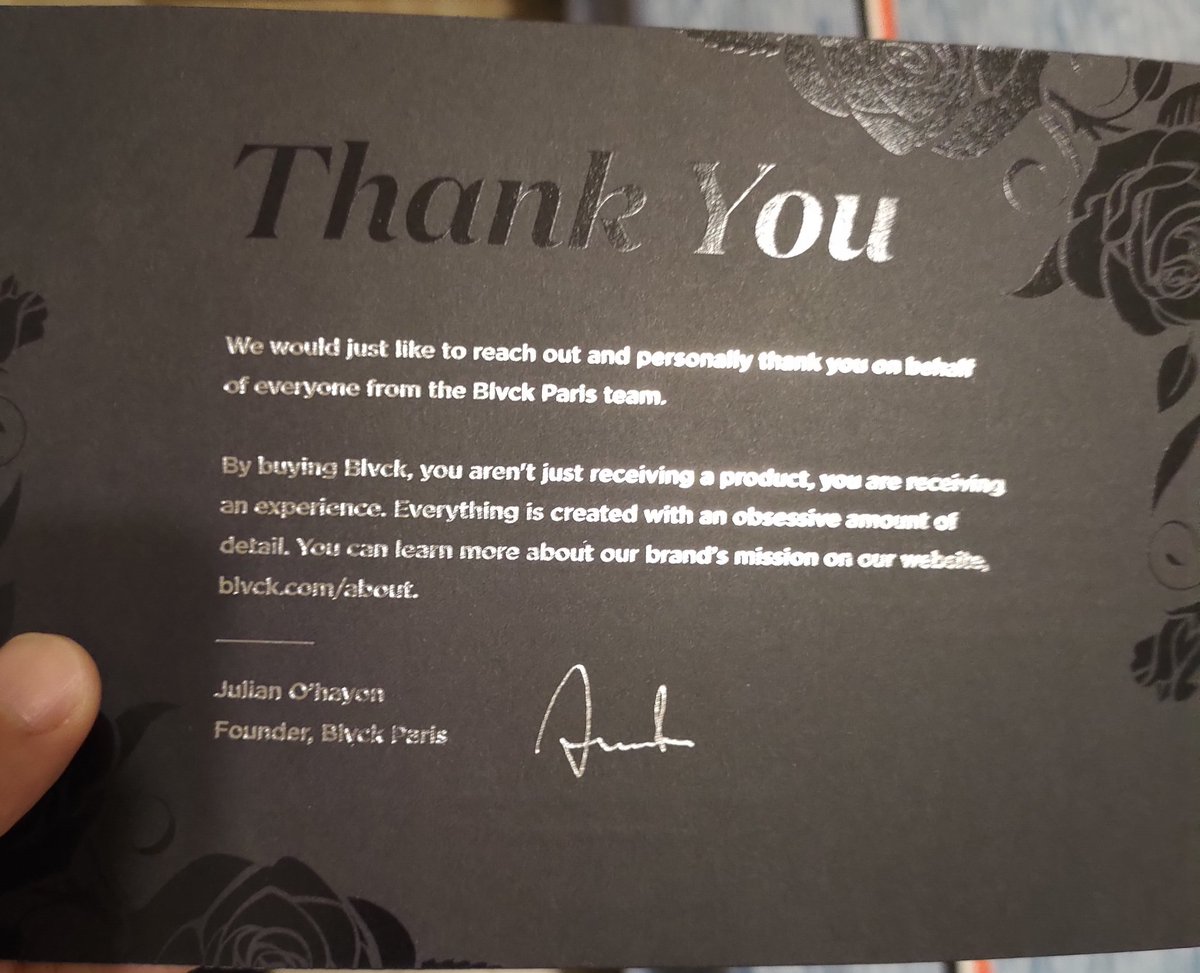 Thank You
We would just like to reach out and personally thank you on behalf
of everyone from the Blvck Paris team.
By buying Blvck, you aren't just receiving a product, you are receiving
an experience. Everything is created with an obsessive amount of
detail. You can learn more about our brand's mission on our website,
blvck.com/about.
Julian O'hayon
Founder, Blvck Paris